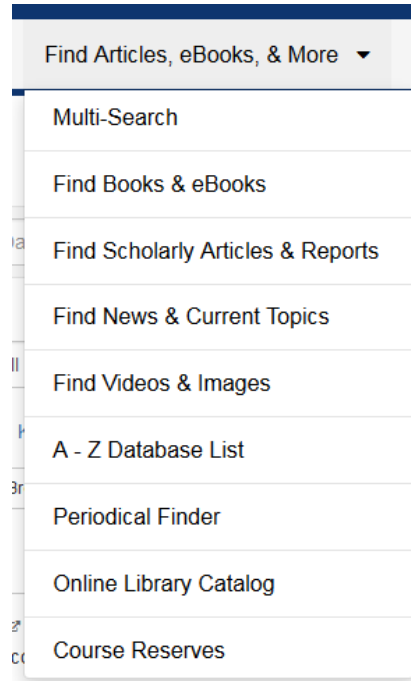 Find Articles, eBooks, & More
Multi-Search
Find Books & eBooks
Find Scholarly Articles & Reports
Find News & Current Topics
Find Videos & Images
A - Z Database List
Periodical Finder
Online Library Catalog
Course Reserves